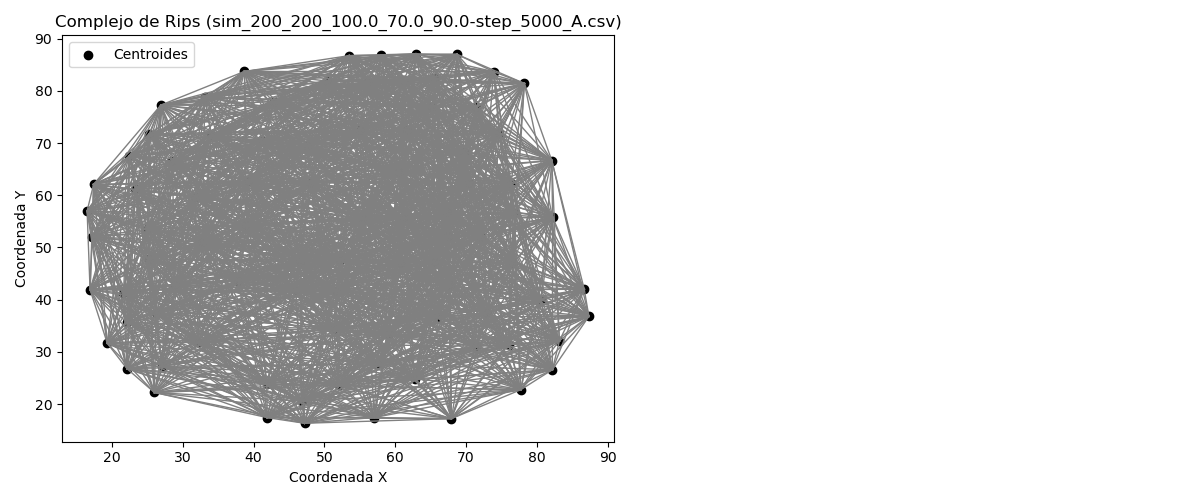 Complejo de Rips (sim_200_200_100.0_70.0_90.0-step_5000_A.csv)
Centroides
90
80
70
60
50
40
30
20
Coordenada Y
20 30 40 50 60 70 80 90
Coordenada X